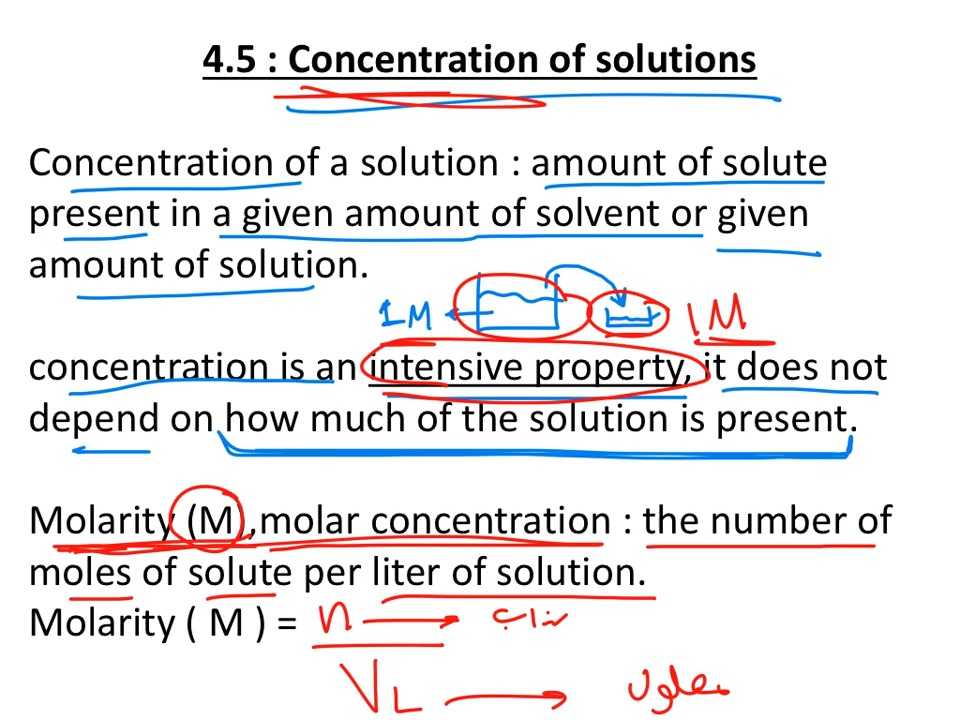 4.5 : Concentration of solutions
Concentration of a solution : amount of solute
present in a given amount of solvent or given
amount of solution.
1M 1M
concentration is an intensive property, it does not
depend on how much of the solution is present.
Molarity (M) ,molar concentration : the number of
moles of solute per liter of solution.
Molarity ( M ) = n
V L محلول